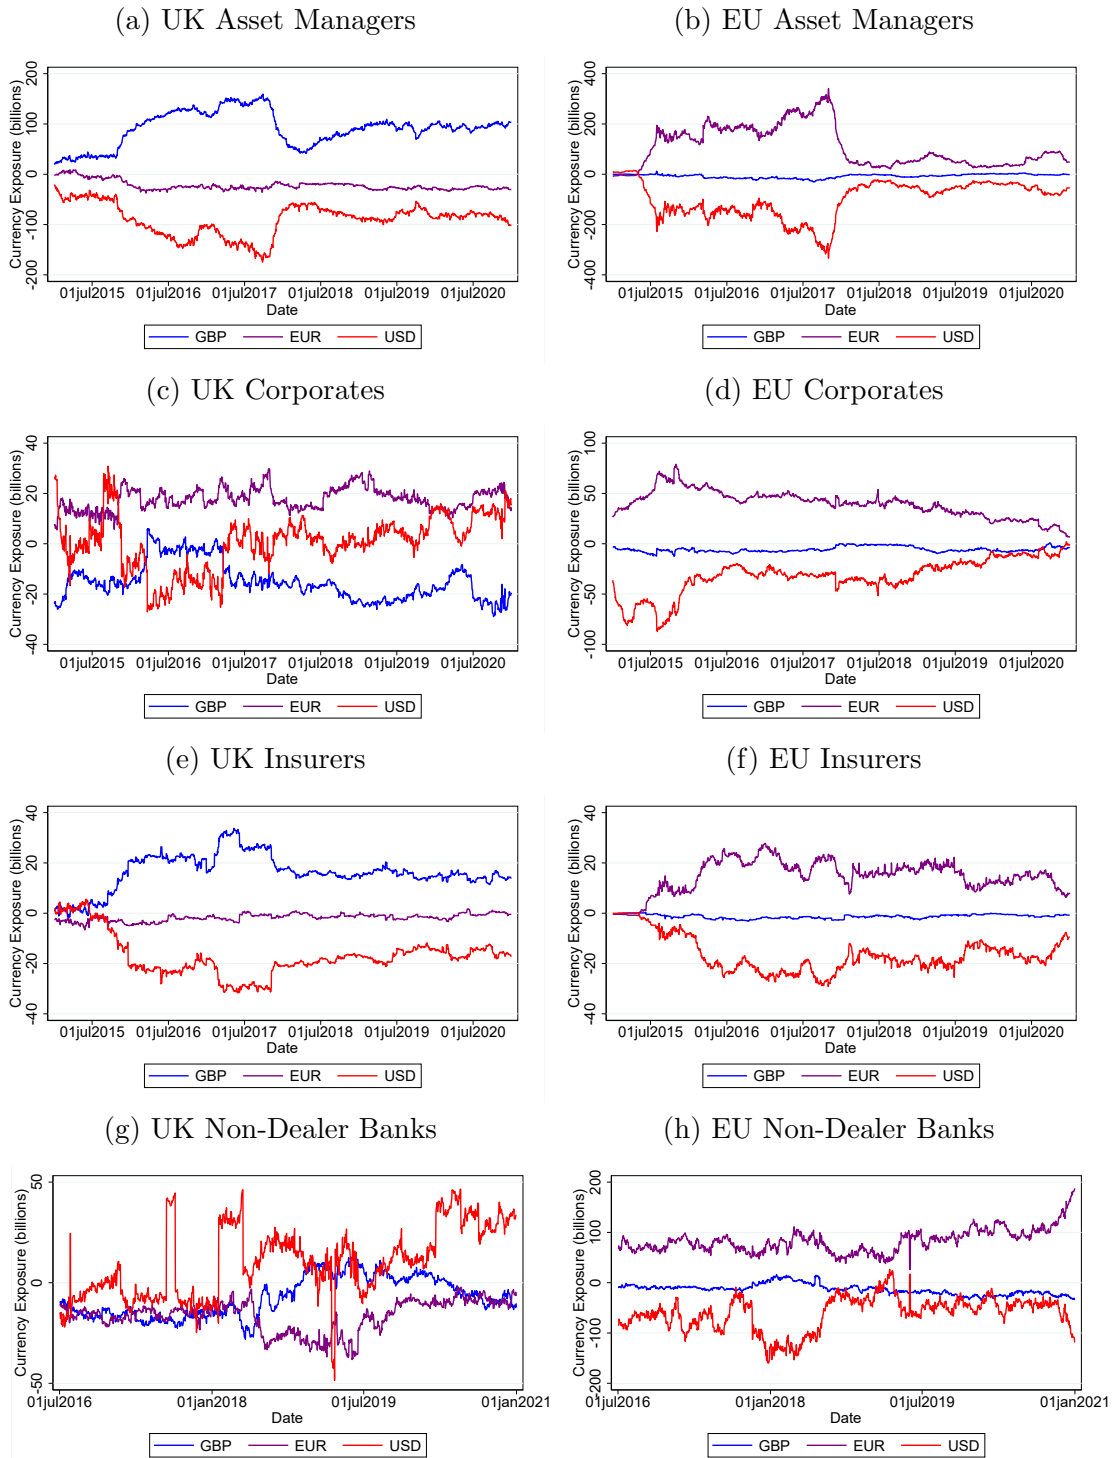 (a) UK Asset Managers
(b) EU Asset Managers
Currency Exposure (billions)
200
100
0
-100
-200
01jul2015 01jul2016 01jul2017 01jul2018 01jul2019 01jul2020
Date
GBP EUR USD
Currency Exposure (billions)
400
200
0
-200
-400
01jul2015 01jul2016 01jul2017 01jul2018 01jul2019 01jul2020
Date
GBP EUR USD
(c) UK Corporates
(d) EU Corporates
Currency Exposure (billions)
40
20
0
-20
-40
01jul2015 01jul2016 01jul2017 01jul2018 01jul2019 01jul2020
Date
GBP EUR USD
Currency Exposure (billions)
100
50
0
-50
-100
01jul2015 01jul2016 01jul2017 01jul2018 01jul2019 01jul2020
Date
GBP EUR USD
(e) UK Insurers
(f) EU Insurers
Currency Exposure (billions)
40
20
0
-20
-40
01jul2015 01jul2016 01jul2017 01jul2018 01jul2019 01jul2020
Date
GBP EUR USD
Currency Exposure (billions)
40
20
0
-20
-40
01jul2015 01jul2016 01jul2017 01jul2018 01jul2019 01jul2020
Date
GBP EUR USD
(g) UK Non-Dealer Banks
(h) EU Non-Dealer Banks
Currency Exposure (billions)
50
0
-50
01jul2016 01jan2018 01jul2019 01jan2021
Date
GBP EUR USD
Currency Exposure (billions)
200
100
0
-100
-200
01jul2016 01jan2018 01jul2019 01jan2021
Date
GBP EUR USD